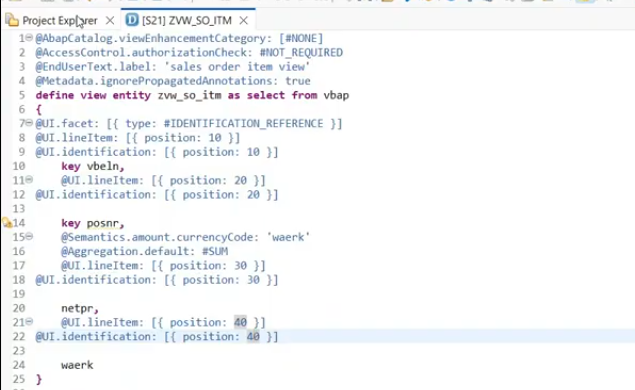 Project Explorer
D [S21] ZVW_SO_ITM
1 @AbapCatalog.viewEnhancementCategory: [#NONE]
2 @AccessControl.authorizationCheck: #NOT_REQUIRED
3 @EndUserText.label: 'sales order item view'
4 @Metadata.ignorePropagatedAnnotations: true
5 define view entity zvw_so_itm as select from vbap
6 {
7 @UI.facet: [{ type: #IDENTIFICATION_REFERENCE }]
8 @UI.lineItem: [{ position: 10 }]
9 @UI.identification: [{ position: 10 }]
10 key vbeln,
11 @UI.lineItem: [{ position: 20 }]
12 @UI.identification: [{ position: 20 }]
13
14 key posnr,
15 @Semantics.amount.currencyCode: 'waerk'
16 @Aggregation.default: #SUM
17 @UI.lineItem: [{ position: 30 }]
18 @UI.identification: [{ position: 30 }]
19
20 netpr,
21 @UI.lineItem: [{ position: 40 }]
22 @UI.identification: [{ position: 40 }]
23
24 waerk
25 }